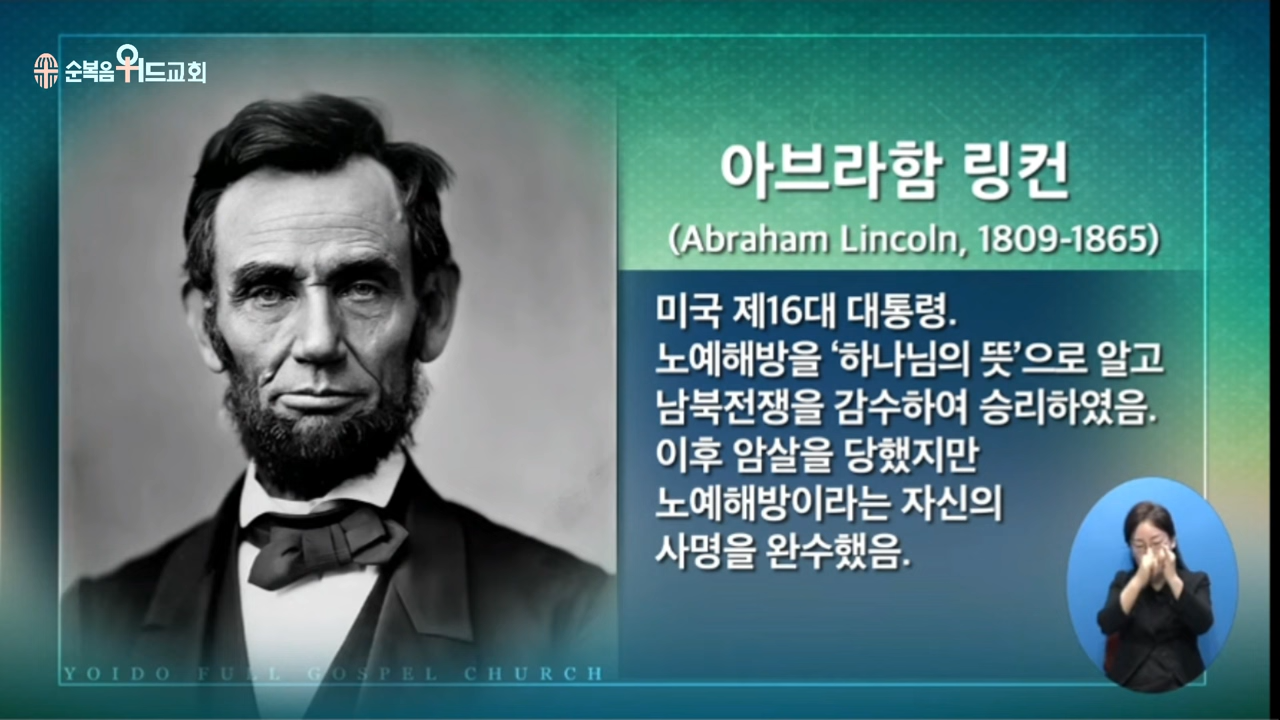 순복음위드교회
아브라함 링컨
(Abraham Lincoln, 1809-1865)
미국 제16대 대통령.
노예해방을 ‘하나님의 뜻’으로 알고
남북전쟁을 감수하여 승리하였음.
이후 암살을 당했지만
노예해방이라는 자신의
사명을 완수했음.
YOIDO FULL GOSPEL CHURCH